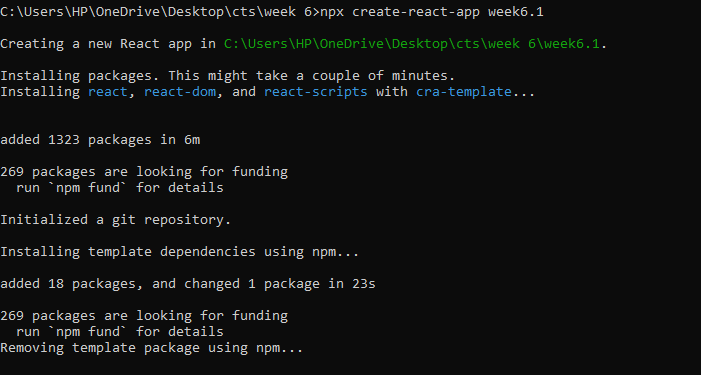 C:\Users\HP\OneDrive\Desktop\cts\week 6>npx create-react-app week6.1
Creating a new React app in C:\Users\HP\OneDrive\Desktop\cts\week 6\week6.1.
Installing packages. This might take a couple of minutes.
Installing react, react-dom, and react-scripts with cra-template...
added 1323 packages in 6m
269 packages are looking for funding
  run `npm fund` for details
Initialized a git repository.
Installing template dependencies using npm...
added 18 packages, and changed 1 package in 23s
269 packages are looking for funding
  run `npm fund` for details
Removing template package using npm...